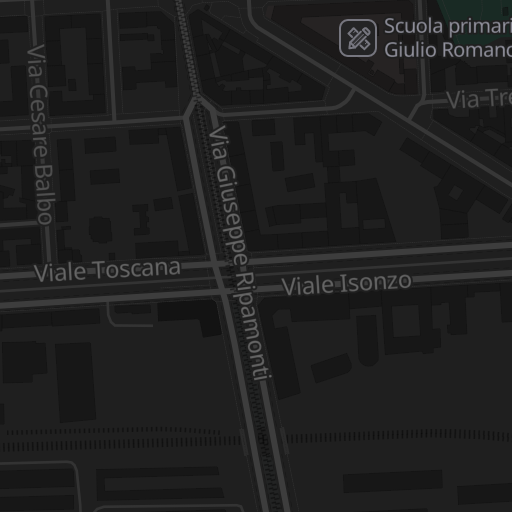 Scuola primari
Giulio Romano
Via Tre
Via Cesare Balbo
Via Giuseppe Ripamonti
Viale Toscana
Viale Isonzo